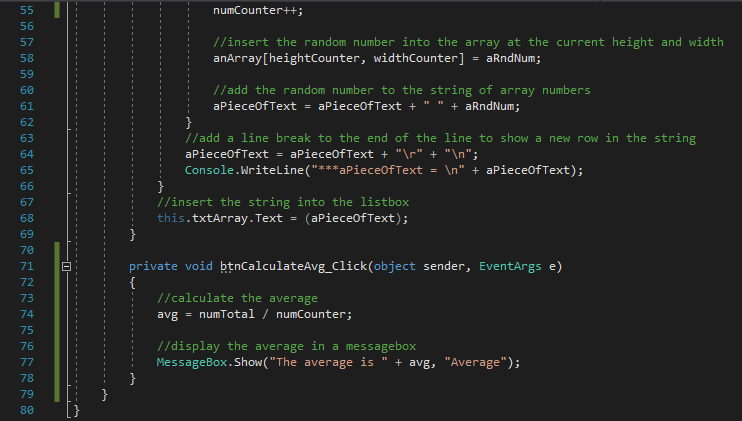 55 numCounter++;
56
57 //insert the random number into the array at the current height and width
58 anArray[heightCounter, widthCounter] = aRndNum;
59
60 //add the random number to the string of array numbers
61 aPieceOfText = aPieceOfText + " " + aRndNum;
62 }
63 //add a line break to the end of the line to show a new row in the string
64 aPieceOfText = aPieceOfText + "\r" + "\n";
65 Console.WriteLine("***aPieceOfText = \n" + aPieceOfText);
66 }
67 //insert the string into the listbox
68 this.txtArray.Text = (aPieceOfText);
69 }
70
71 private void btnCalculateAvg_Click(object sender, EventArgs e)
72 {
73 //calculate the average
74 avg = numTotal / numCounter;
75
76 //display the average in a messagebox
77 MessageBox.Show("The average is " + avg, "Average");
78 }
79 }
80 }